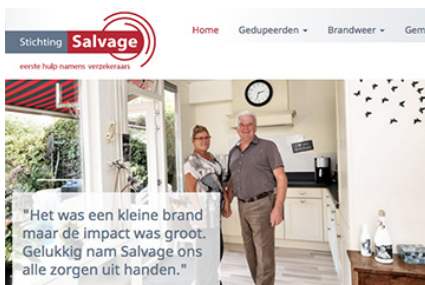 Stichting Salvage
eerste hulp namens verzekeraars
Home Gedupeerden Brandweer Gem
"Het was een kleine brand
maar de impact was groot.
Gelukkig nam Salvage ons
alle zorgen uit handen."